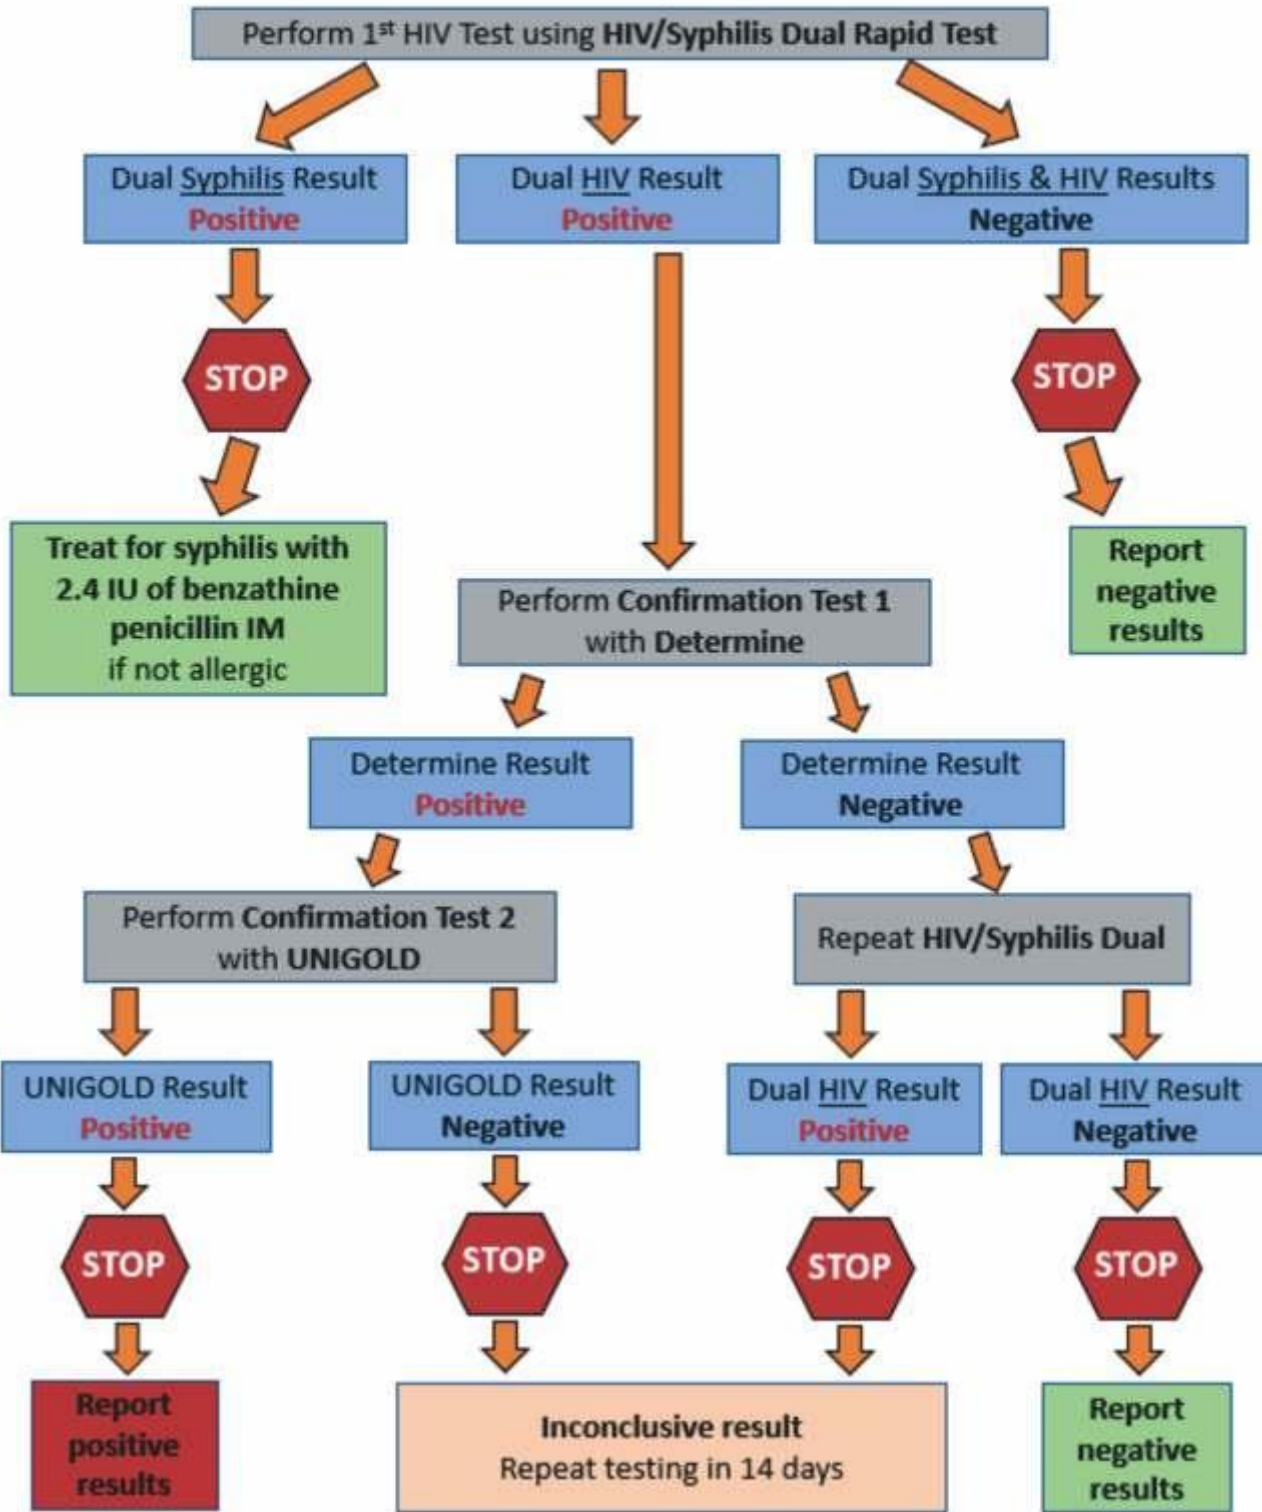 Perform 1st HIV Test using HIV/Syphilis Dual Rapid Test
Dual Syphilis Result
Positive
Dual HIV Result
Positive
Dual Syphilis & HIV Results
Negative
STOP
STOP
Treat for syphilis with
2.4 IU of benzathine
penicillin IM
if not allergic
Report
negative
results
Perform Confirmation Test 1
with Determine
Determine Result
Positive
Determine Result
Negative
Perform Confirmation Test 2
with UNIGOLD
Repeat HIV/Syphilis Dual
UNIGOLD Result
Positive
UNIGOLD Result
Negative
Dual HIV Result
Positive
Dual HIV Result
Negative
STOP
STOP
STOP
STOP
Report
positive
results
Inconclusive result
Repeat testing in 14 days
Report
negative
results